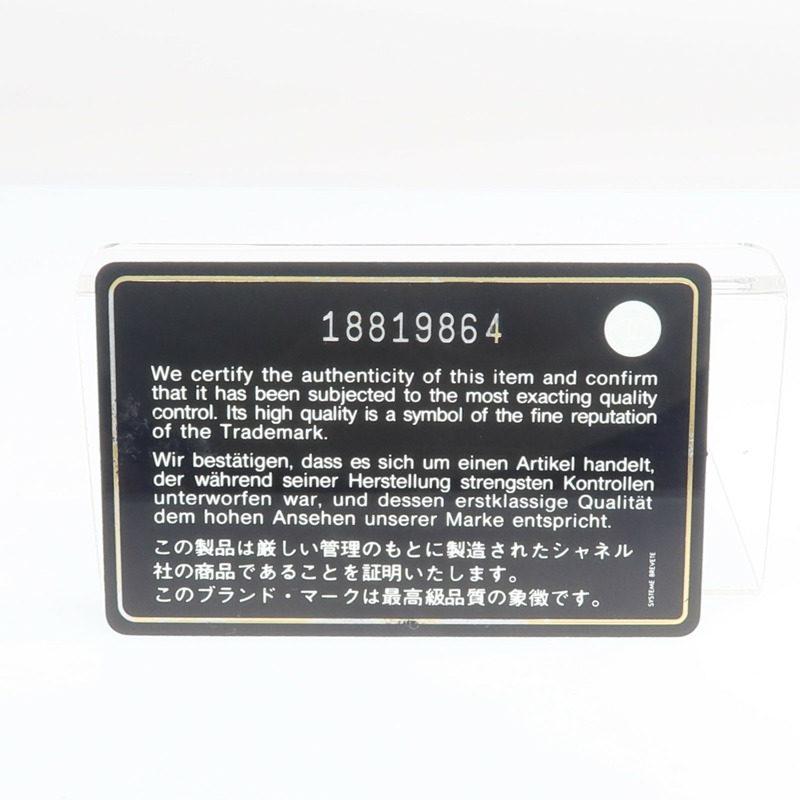 18819864
We certify the authenticity of this item and confirm
that it has been subjected to the most exacting quality
control. Its high quality is a symbol of the fine reputation
of the Trademark.
Wir bestätigen, dass es sich um einen Artikel handelt,
der während seiner Herstellung strengsten Kontrollen
unterworfen war, und dessen erstklassige Qualität
dem hohen Ansehen unserer Marke entspricht.
この製品は厳しい管理のもとに製造されたシャネル
社の商品であることを証明いたします。
このブランド・マークは最高級品質の象徴です。
SYSTEME BREVETE